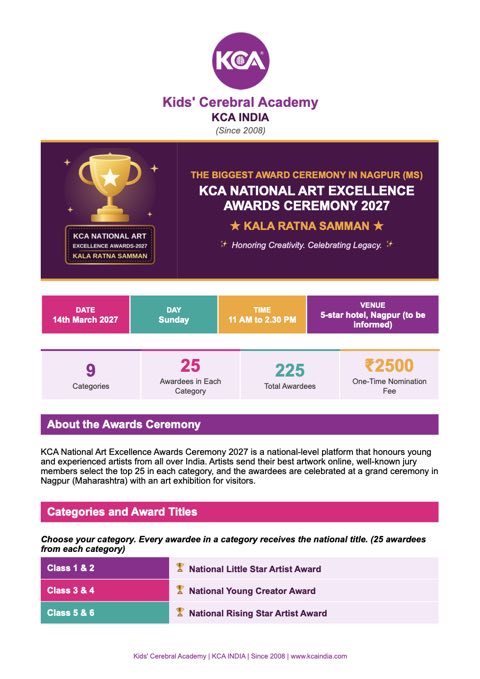 KCA
Kids' Cerebral Academy
KCA INDIA
(Since 2008)
THE BIGGEST AWARD CEREMONY IN NAGPUR (MS)
KCA NATIONAL ART EXCELLENCE
AWARDS CEREMONY 2027
★ KALA RATNA SAMMAN ★
✨ Honoring Creativity. Celebrating Legacy. ✨
KCA NATIONAL ART
EXCELLENCE AWARDS-2027
KALA RATNA SAMMAN
DATE
14th March 2027
DAY
Sunday
TIME
11 AM to 2.30 PM
VENUE
5-star hotel, Nagpur (to be
informed)
9
Categories
25
Awardees in Each
Category
225
Total Awardees
₹2500
One-Time Nomination
Fee
About the Awards Ceremony
KCA National Art Excellence Awards Ceremony 2027 is a national-level platform that honours young
and experienced artists from all over India. Artists send their best artwork online, well-known jury
members select the top 25 in each category, and the awardees are celebrated at a grand ceremony in
Nagpur (Maharashtra) with an art exhibition for visitors.
Categories and Award Titles
Choose your category. Every awardee in a category receives the national title. (25 awardees
from each category)
Class 1 & 2
🏆 National Little Star Artist Award
Class 3 & 4
🏆 National Young Creator Award
Class 5 & 6
🏆 National Rising Star Artist Award
Kids' Cerebral Academy | KCA INDIA | Since 2008 | www.kcaindia.com